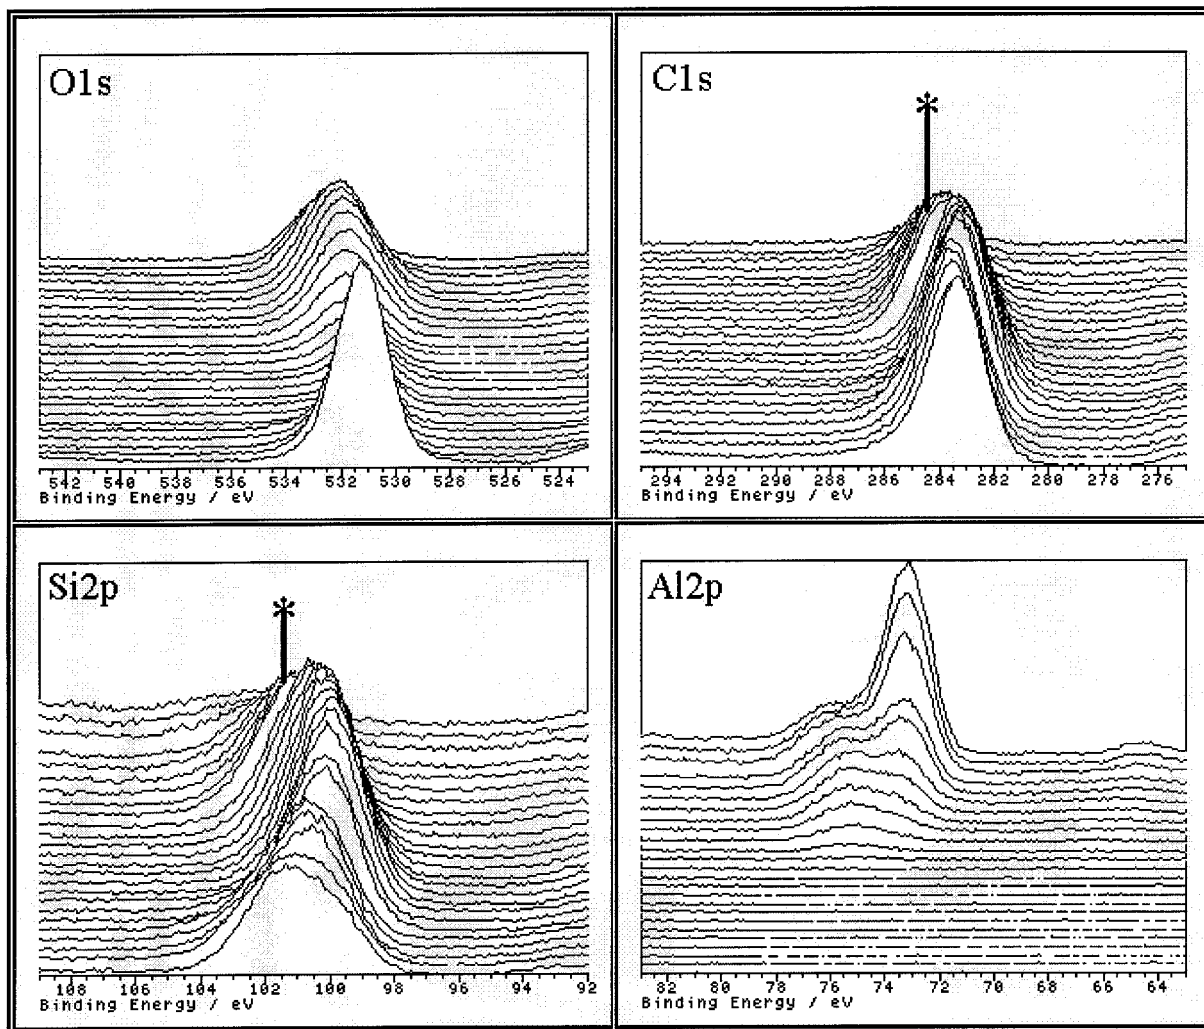 O1s
542 540 538 536 534 532 530 528 526 524
Binding Energy / eV
C1s
*
294 292 290 288 286 284 282 280 278 276
Binding Energy / eV
Si2p
*
108 106 104 102 100 98 96 94 92
Binding Energy / eV
Al2p
82 80 78 76 74 72 70 68 66 64
Binding Energy / eV